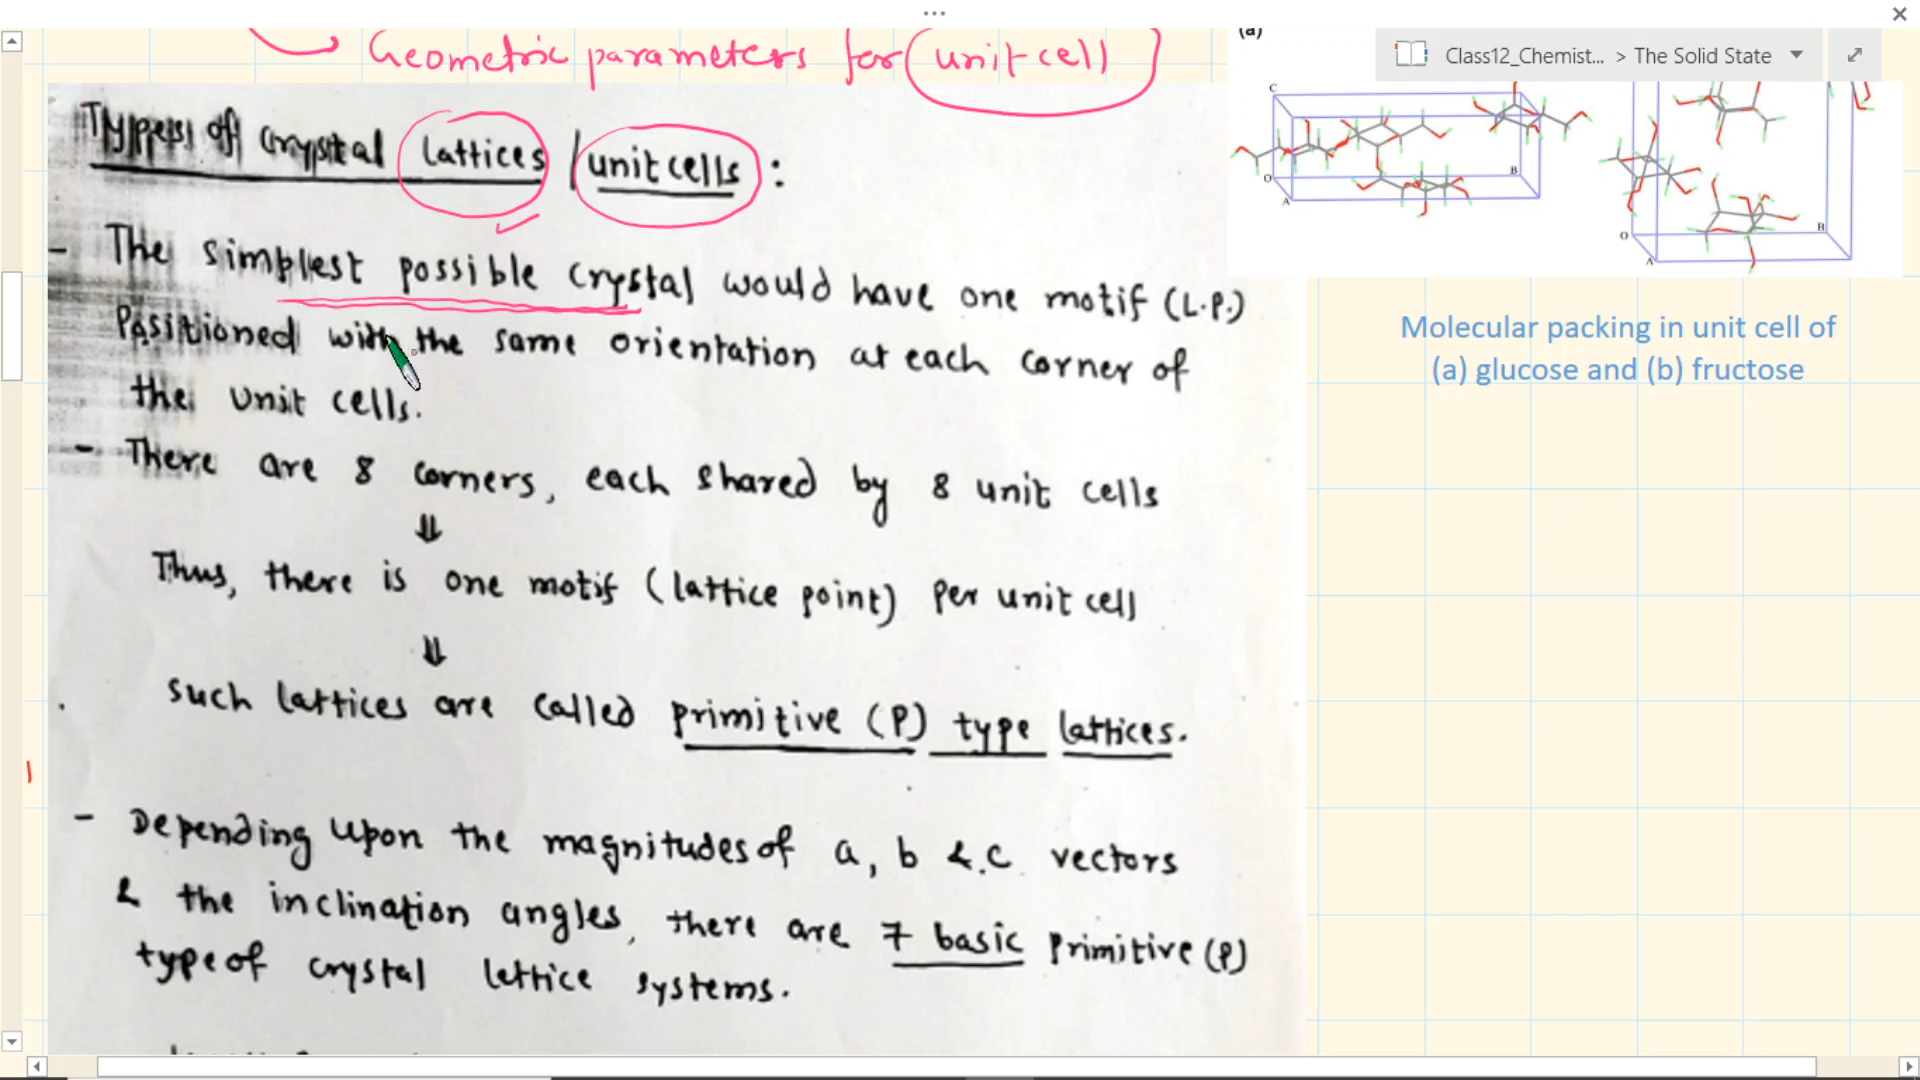 ...
Geometric parameters for unit cell
(a)
Class12_Chemist... > The Solid State
Types of crystal lattices / unit cells :
C
O
A
B
O
A
B
- The simplest possible crystal would have one motif (L.P.)
Positioned with the same orientation at each corner of
the unit cells.
Molecular packing in unit cell of
(a) glucose and (b) fructose
- There are 8 corners, each shared by 8 unit cells
⇓
Thus, there is one motif (lattice point) per unit cell
⇓
such lattices are called primitive (P) type lattices.
- Depending upon the magnitudes of a, b & c vectors
& the inclination angles, there are 7 basic primitive (P)
type of crystal lettice systems.